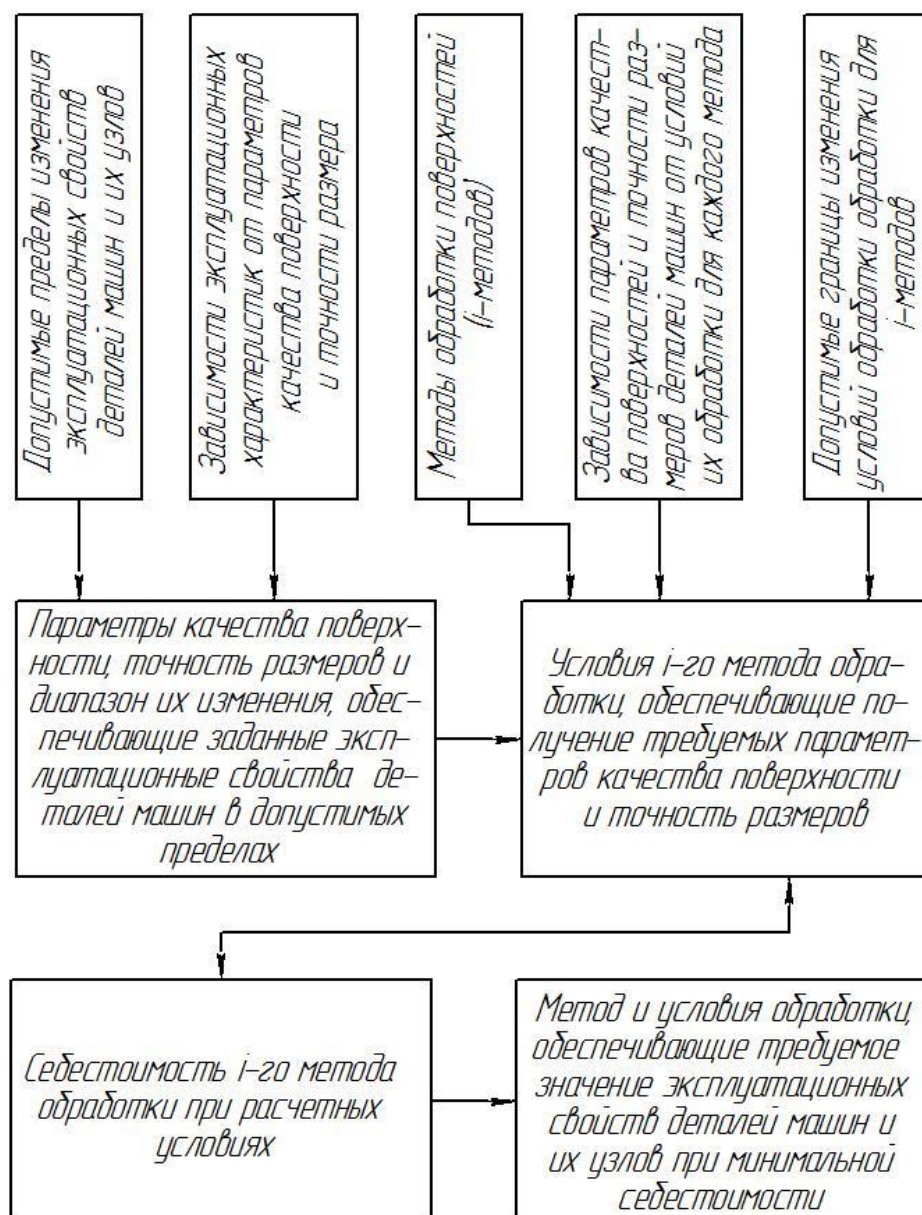 Допустимые пределы изменения
эксплуатационных свойств
деталей машин и их узлов
Зависимости эксплуатационных
характеристик от параметров
качества поверхности
и точности размера
Методы обработки поверхностей
(i-методов)
Зависимости параметров качест-
ва поверхностей и точности раз-
меров деталей машин от условий
их обработки для каждого метода
Допустимые границы изменения
условий обработки обработки для
i-методов
Параметры качества поверх-
ности, точность размеров и
диапазон их изменения, обес-
печивающие заданные эксп-
луатационные свойства де-
талей машин в допустимых
пределах
Условия i-го метода обра-
ботки, обеспечивающие по-
лучение требуемых парамет-
ров качества поверхности
и точность размеров
Себестоимость i-го метода
обработки при расчетных
условиях
Метод и условия обработки,
обеспечивающие требуемое
значение эксплуатационных
свойств деталей машин и
их узлов при минимальной
себестоимости